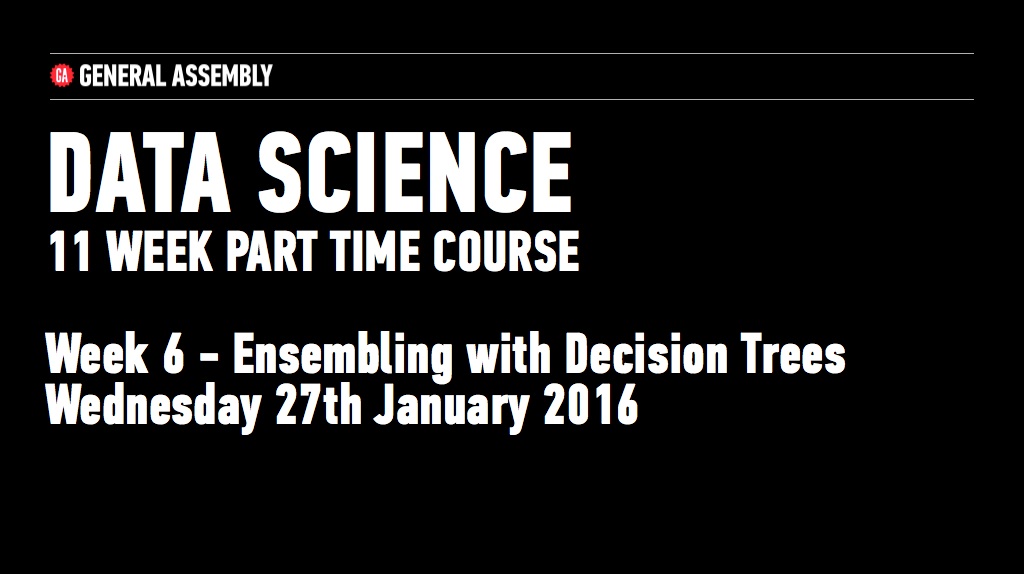 GA GENERAL ASSEMBLY
DATA SCIENCE
11 WEEK PART TIME COURSE
Week 6 – Ensembling with Decision Trees
Wednesday 27th January 2016